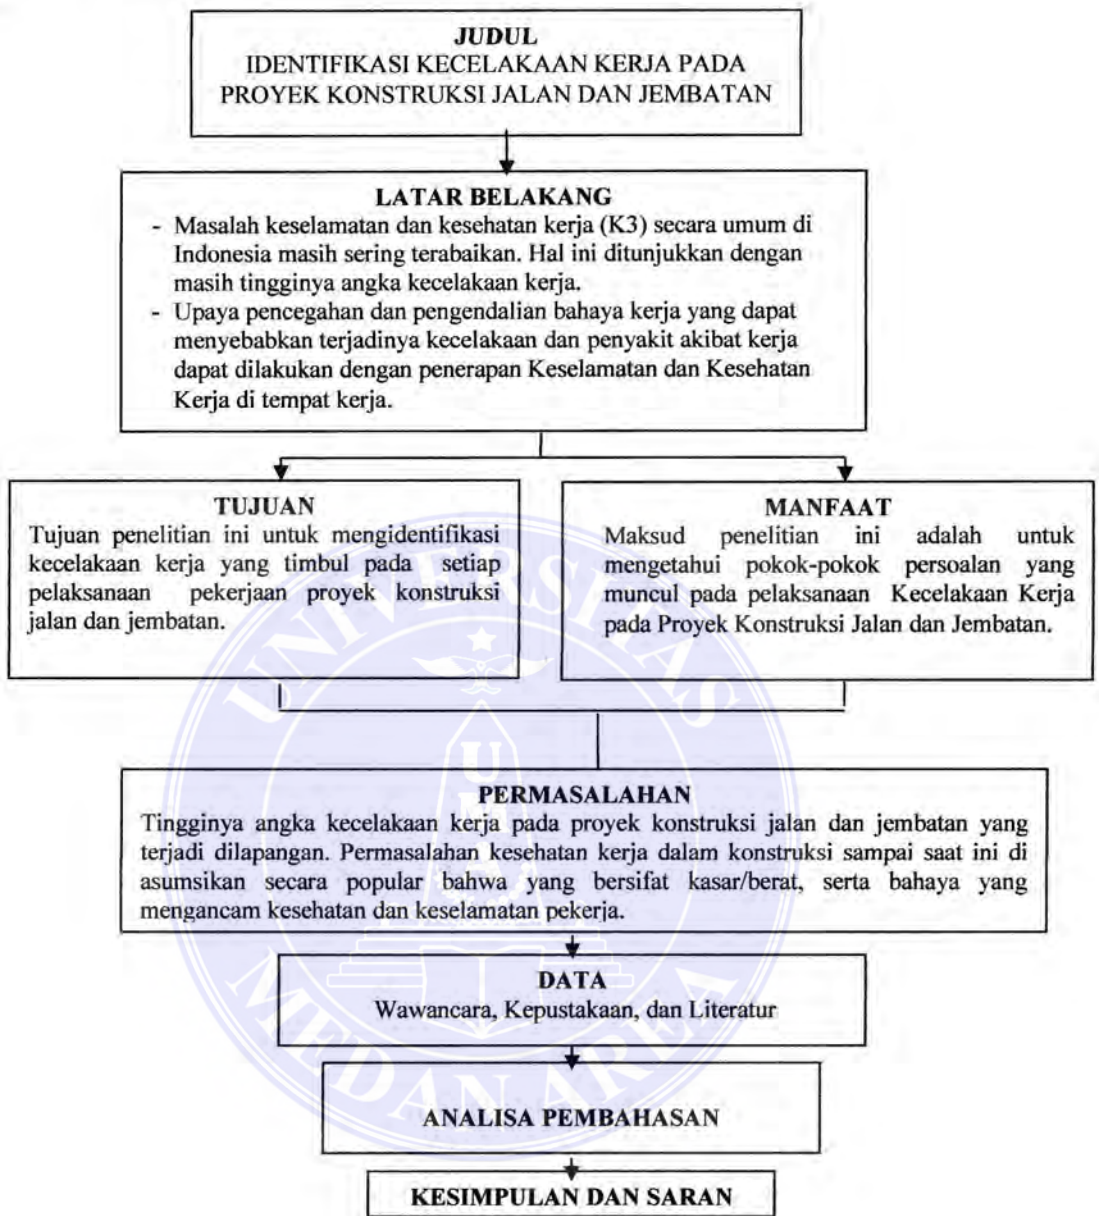 JUDUL
IDENTIFIKASI KECELAKAAN KERJA PADA
PROYEK KONSTRUKSI JALAN DAN JEMBATAN
LATAR BELAKANG
- Masalah keselamatan dan kesehatan kerja (K3) secara umum di
Indonesia masih sering terabaikan. Hal ini ditunjukkan dengan
masih tingginya angka kecelakaan kerja.
- Upaya pencegahan dan pengendalian bahaya kerja yang dapat
menyebabkan terjadinya kecelakaan dan penyakit akibat kerja
dapat dilakukan dengan penerapan Keselamatan dan Kesehatan
Kerja di tempat kerja.
TUJUAN
Tujuan penelitian ini untuk mengidentifikasi
kecelakaan kerja yang timbul pada setiap
pelaksanaan pekerjaan proyek konstruksi
jalan dan jembatan.
MANFAAT
Maksud penelitian ini adalah untuk
mengetahui pokok-pokok persoalan yang
muncul pada pelaksanaan Kecelakaan Kerja
pada Proyek Konstruksi Jalan dan Jembatan.
PERMASALAHAN
Tingginya angka kecelakaan kerja pada proyek konstruksi jalan dan jembatan yang
terjadi dilapangan. Permasalahan kesehatan kerja dalam konstruksi sampai saat ini di
asumsikan secara popular bahwa yang bersifat kasar/berat, serta bahaya yang
mengancam kesehatan dan keselamatan pekerja.
DATA
Wawancara, Kepustakaan, dan Literatur
ANALISA PEMBAHASAN
KESIMPULAN DAN SARAN
UNIVERSITAS
MEDAN AREA